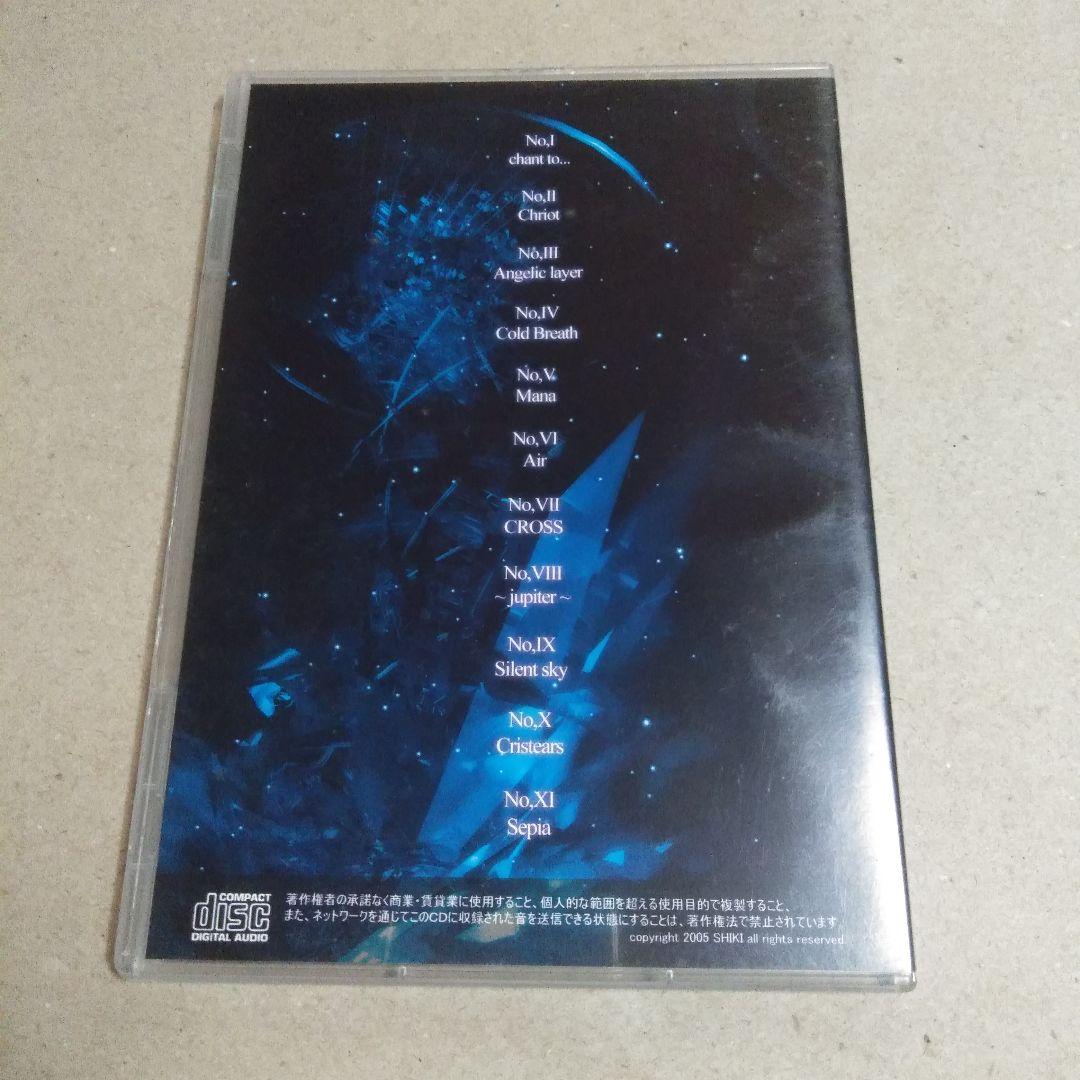 No,I
chant to...
No,II
Chriot
No,III
Angelic layer
No,IV
Cold Breath
No,V
Mana
No,VI
Air
No,VII
CROSS
No,VIII
~ jupiter ~
No,IX
Silent sky
No,X
Cristears
No,XI
Sepia
COMPACT
disc
DIGITAL AUDIO
著作権者の承諾なく商業・賃貸業に使用すること、個人的な範囲を超える使用目的で複製すること、
また、ネットワークを通じてこのCDに収録された音を送信できる状態にすることは、著作権法で禁止されています。
copyright 2005 SHIKI all rights reserved.